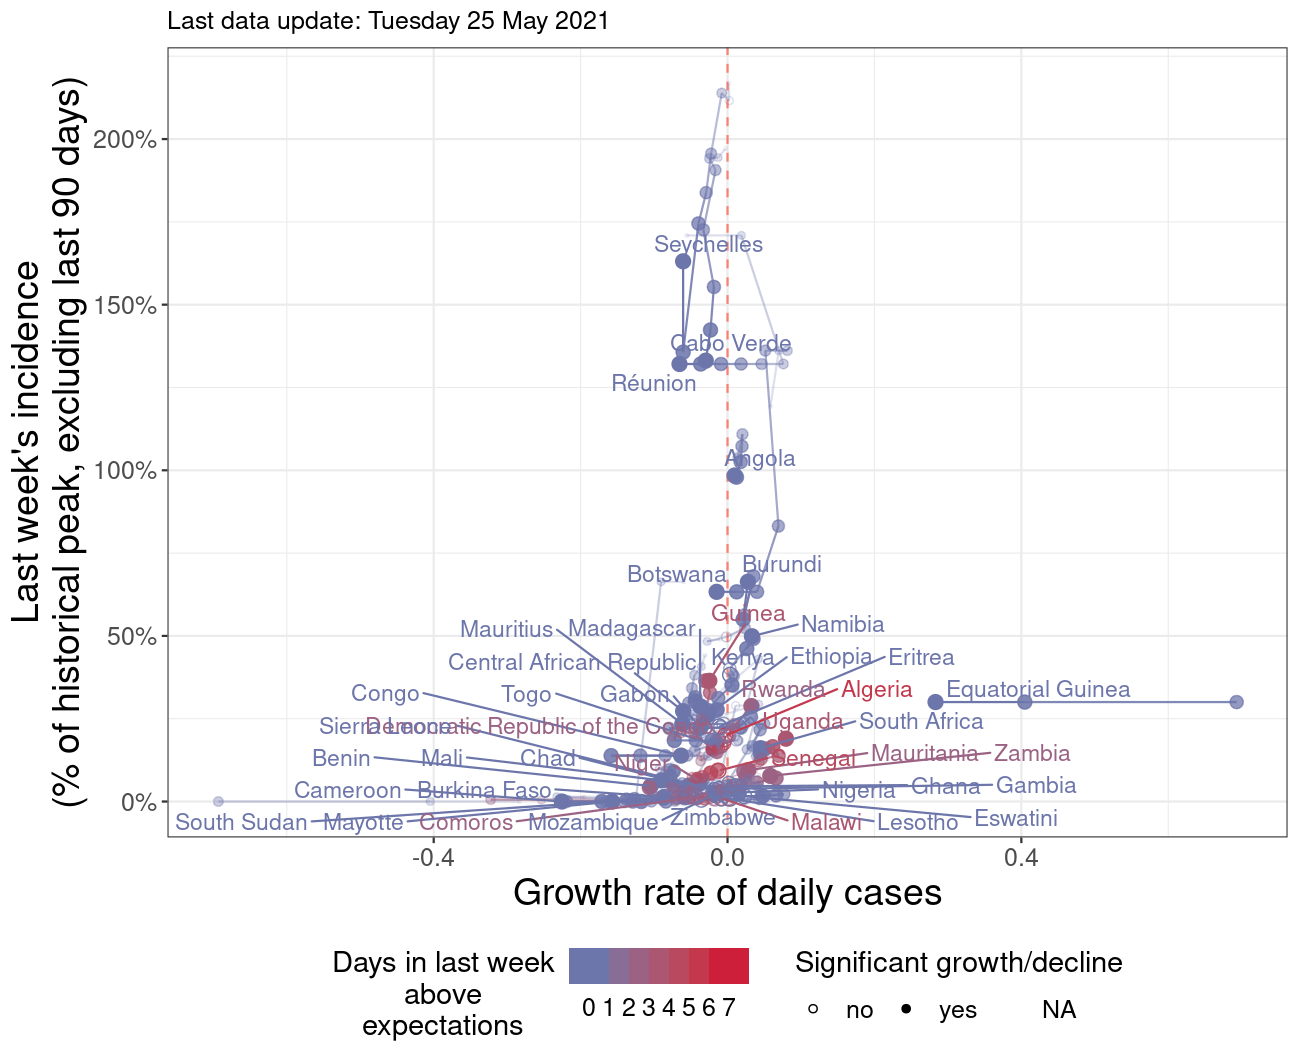 Last data update: Tuesday 25 May 2021
Last week's incidence
(% of historical peak, excluding last 90 days)
200%
150%
100%
50%
0%
Seychelles
Cabo Verde
Réunion
Angola
Burundi
Botswana
Guinea
Mauritius
Madagascar
Namibia
Central African Republic
Kenya
Ethiopia
Eritrea
Congo
Togo
Gabon
Rwanda
Algeria
Equatorial Guinea
Sierra Leone
Democratic Republic of the Congo
Uganda
South Africa
Benin
Mali
Chad
Niger
Senegal
Mauritania
Zambia
Cameroon
Burkina Faso
Nigeria
Ghana
Gambia
South Sudan
Mayotte
Comoros
Mozambique
Zimbabwe
Malawi
Lesotho
Eswatini
-0.4
0.0
0.4
Growth rate of daily cases
Days in last week
above
expectations
0 1 2 3 4 5 6 7
Significant growth/decline
no
yes
NA